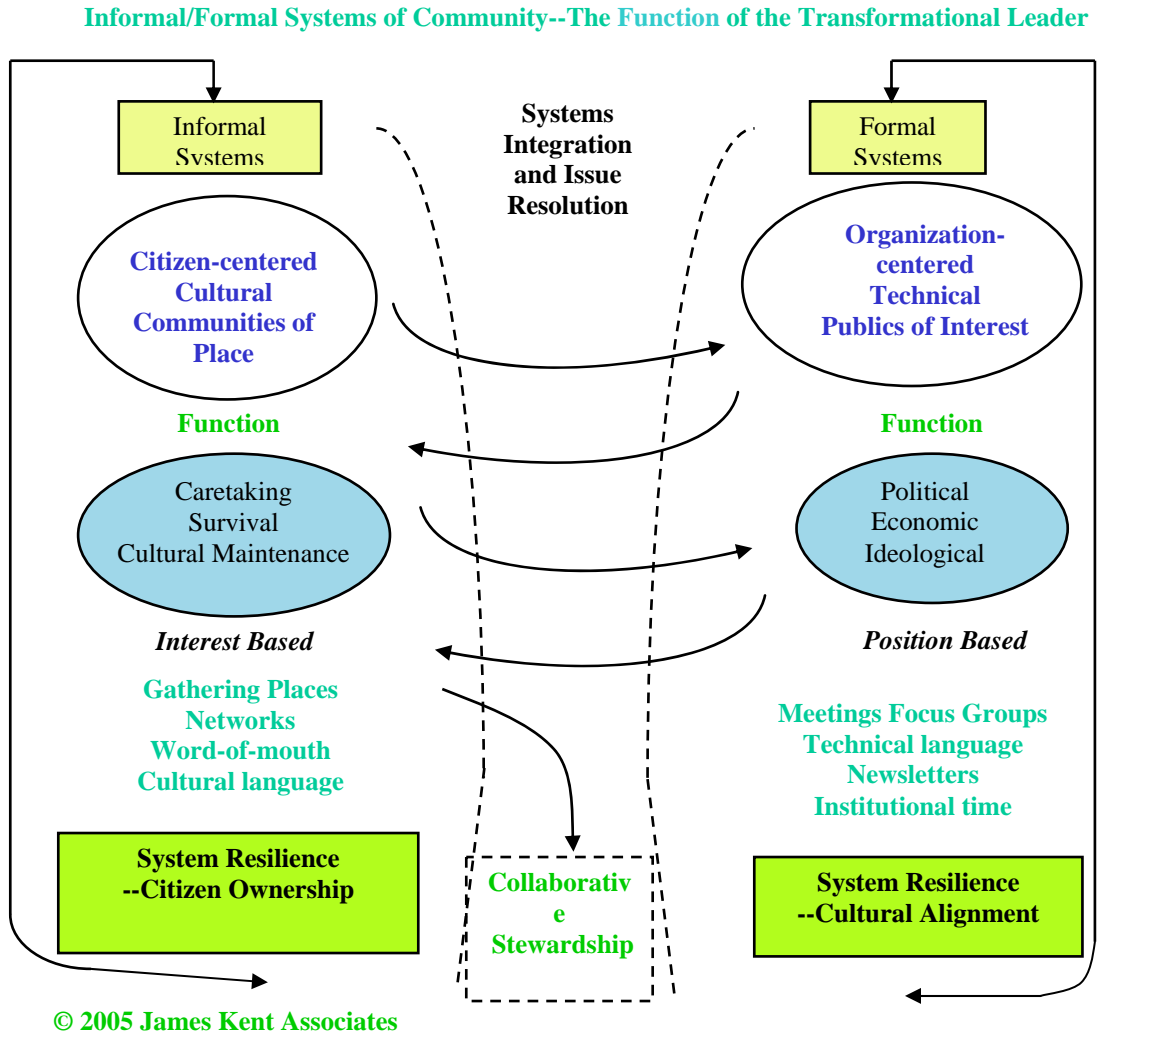 Informal/Formal Systems of Community--The Function of the Transformational Leader
Informal
Systems
Citizen-centered
Cultural
Communities of
Place
Function
Caretaking
Survival
Cultural Maintenance
Interest Based
Gathering Places
Networks
Word-of-mouth
Cultural language
System Resilience
--Citizen Ownership
Systems
Integration
and Issue
Resolution
Collaborativ
e
Stewardship
Formal
Systems
Organization-
centered
Technical
Publics of Interest
Function
Political
Economic
Ideological
Position Based
Meetings Focus Groups
Technical language
Newsletters
Institutional time
System Resilience
--Cultural Alignment
© 2005 James Kent Associates